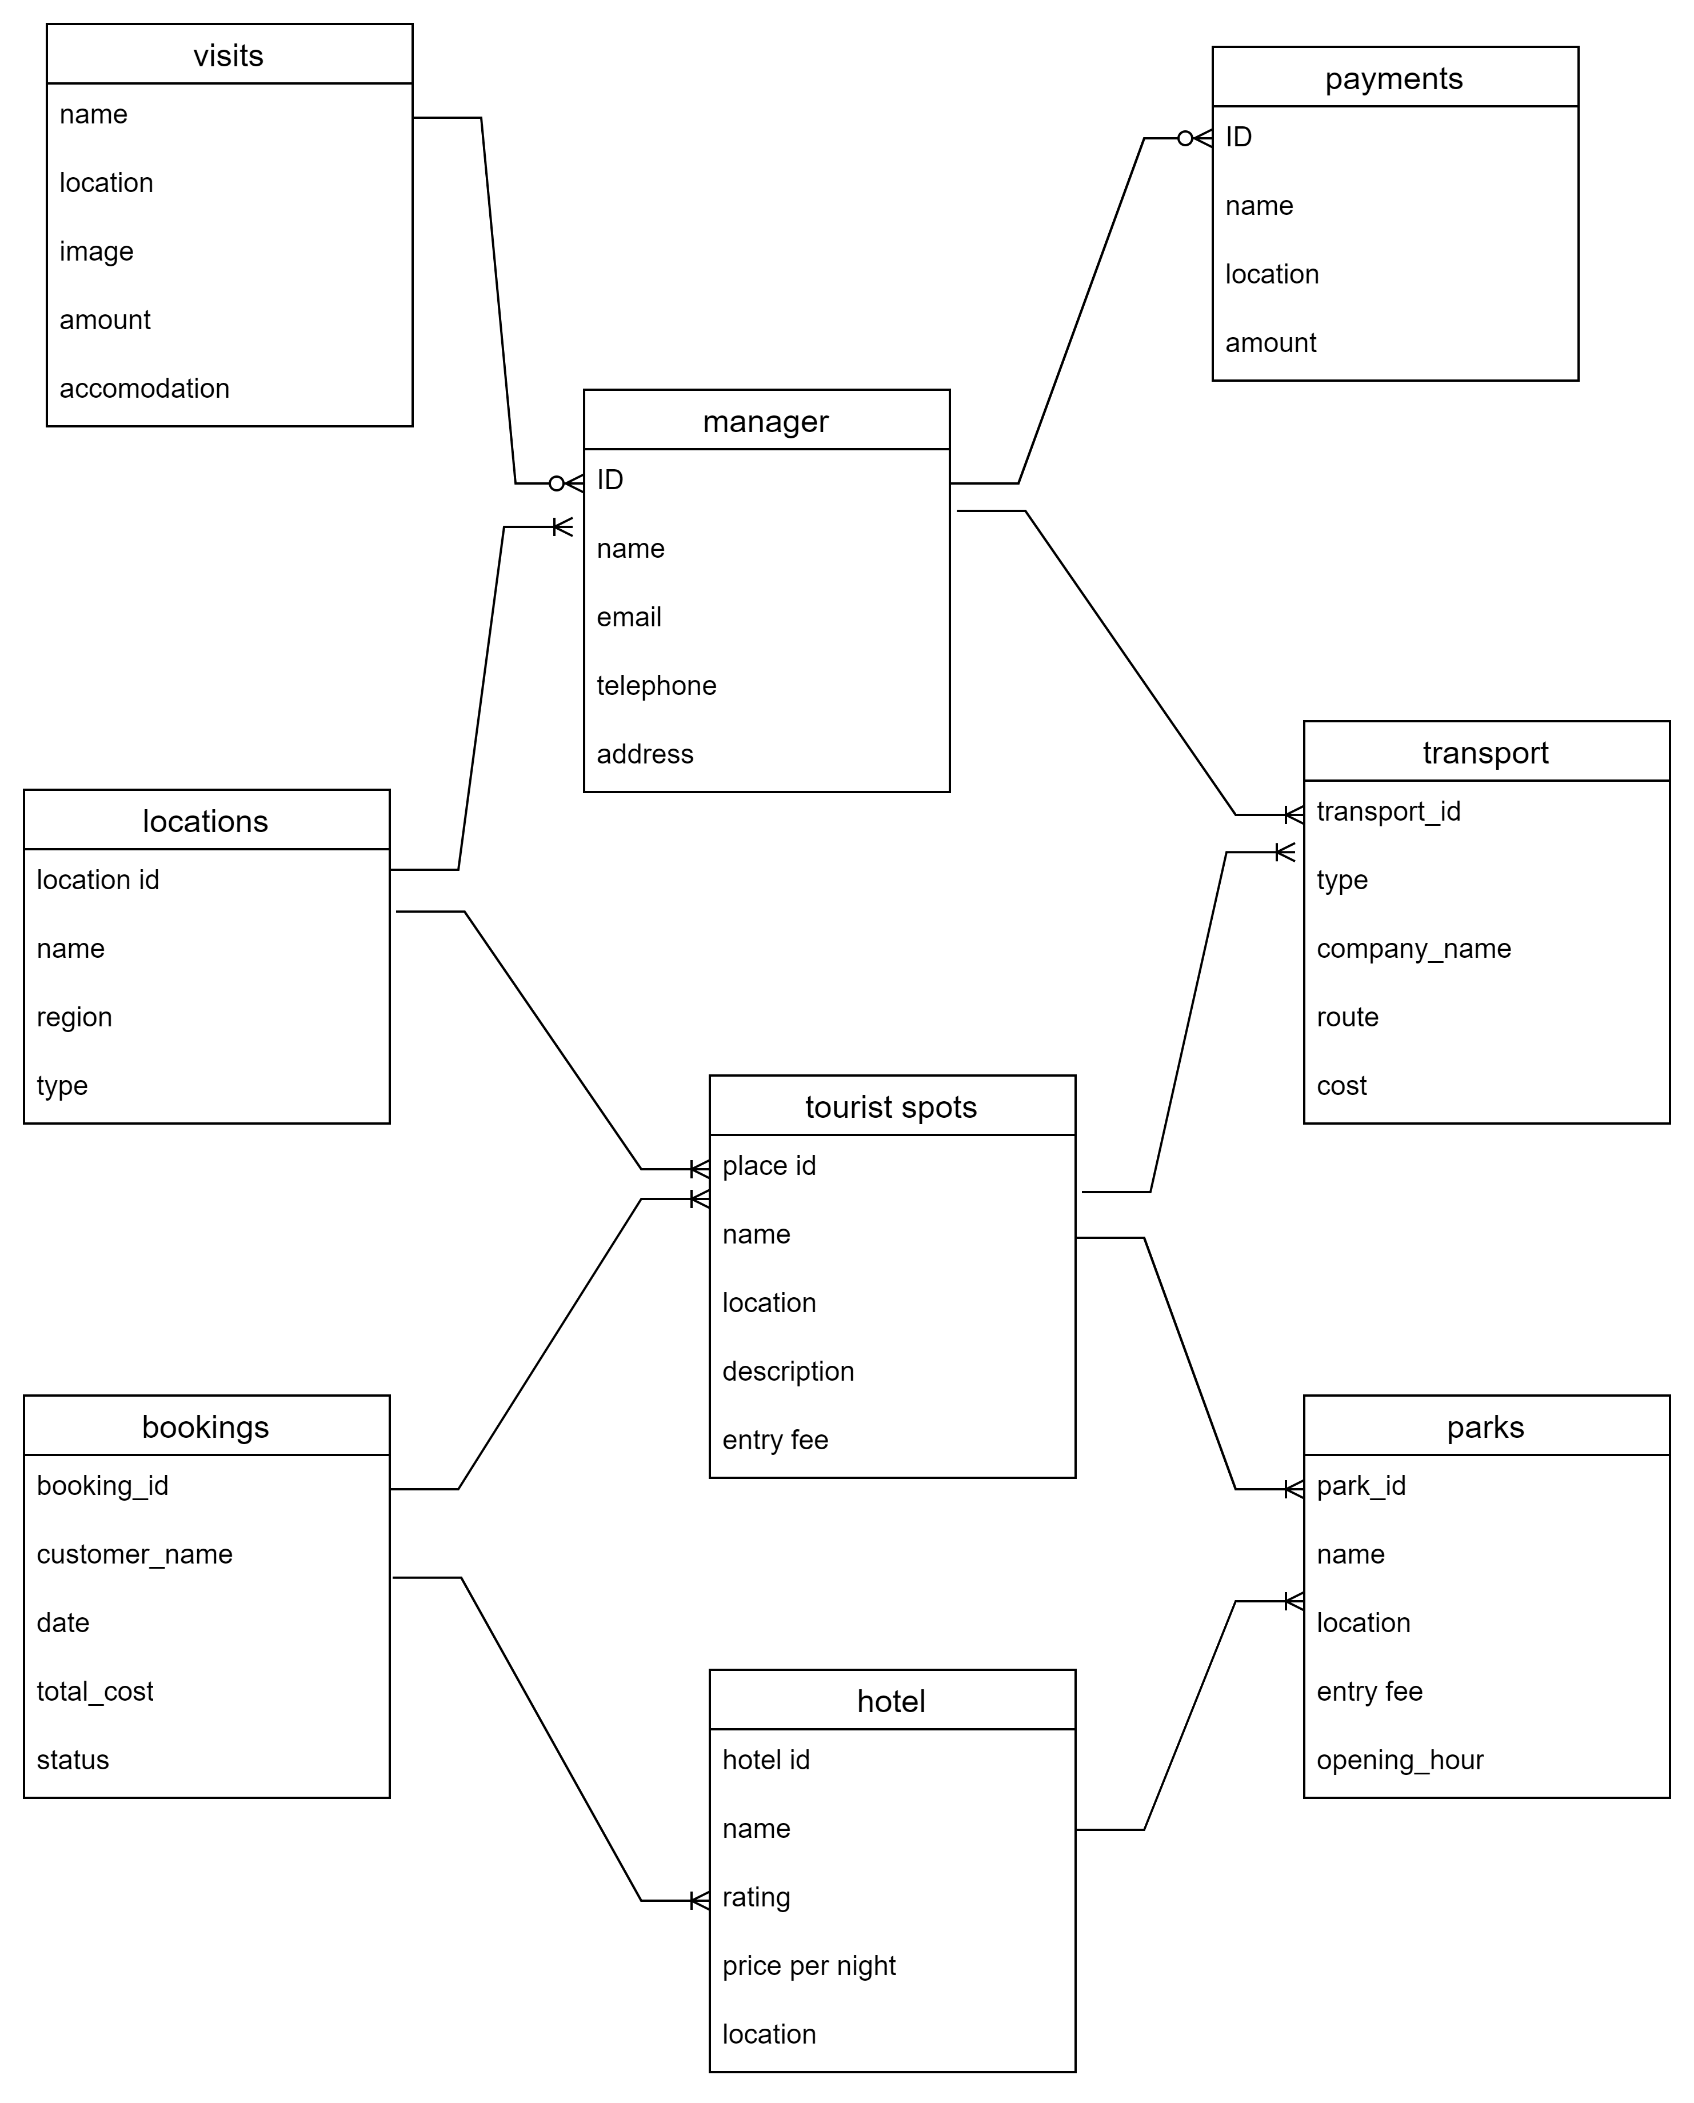 visits
name
location
image
amount
accomodation
payments
ID
name
location
amount
manager
ID
name
email
telephone
address
transport
transport_id
type
company_name
route
cost
locations
location id
name
region
type
tourist spots
place id
name
location
description
entry fee
bookings
booking_id
customer_name
date
total_cost
status
parks
park_id
name
location
entry fee
opening_hour
hotel
hotel id
name
rating
price per night
location